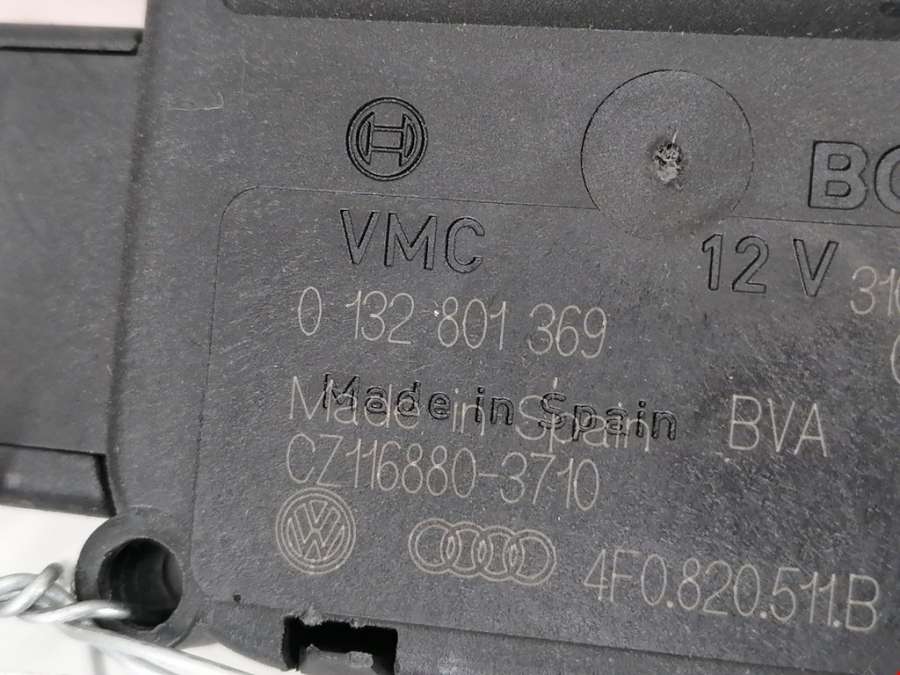 VMC 12 V
0 132 801 369
Made in Spain
Made in Spain BVA
CZ116880-3710
4F0.820.511.B